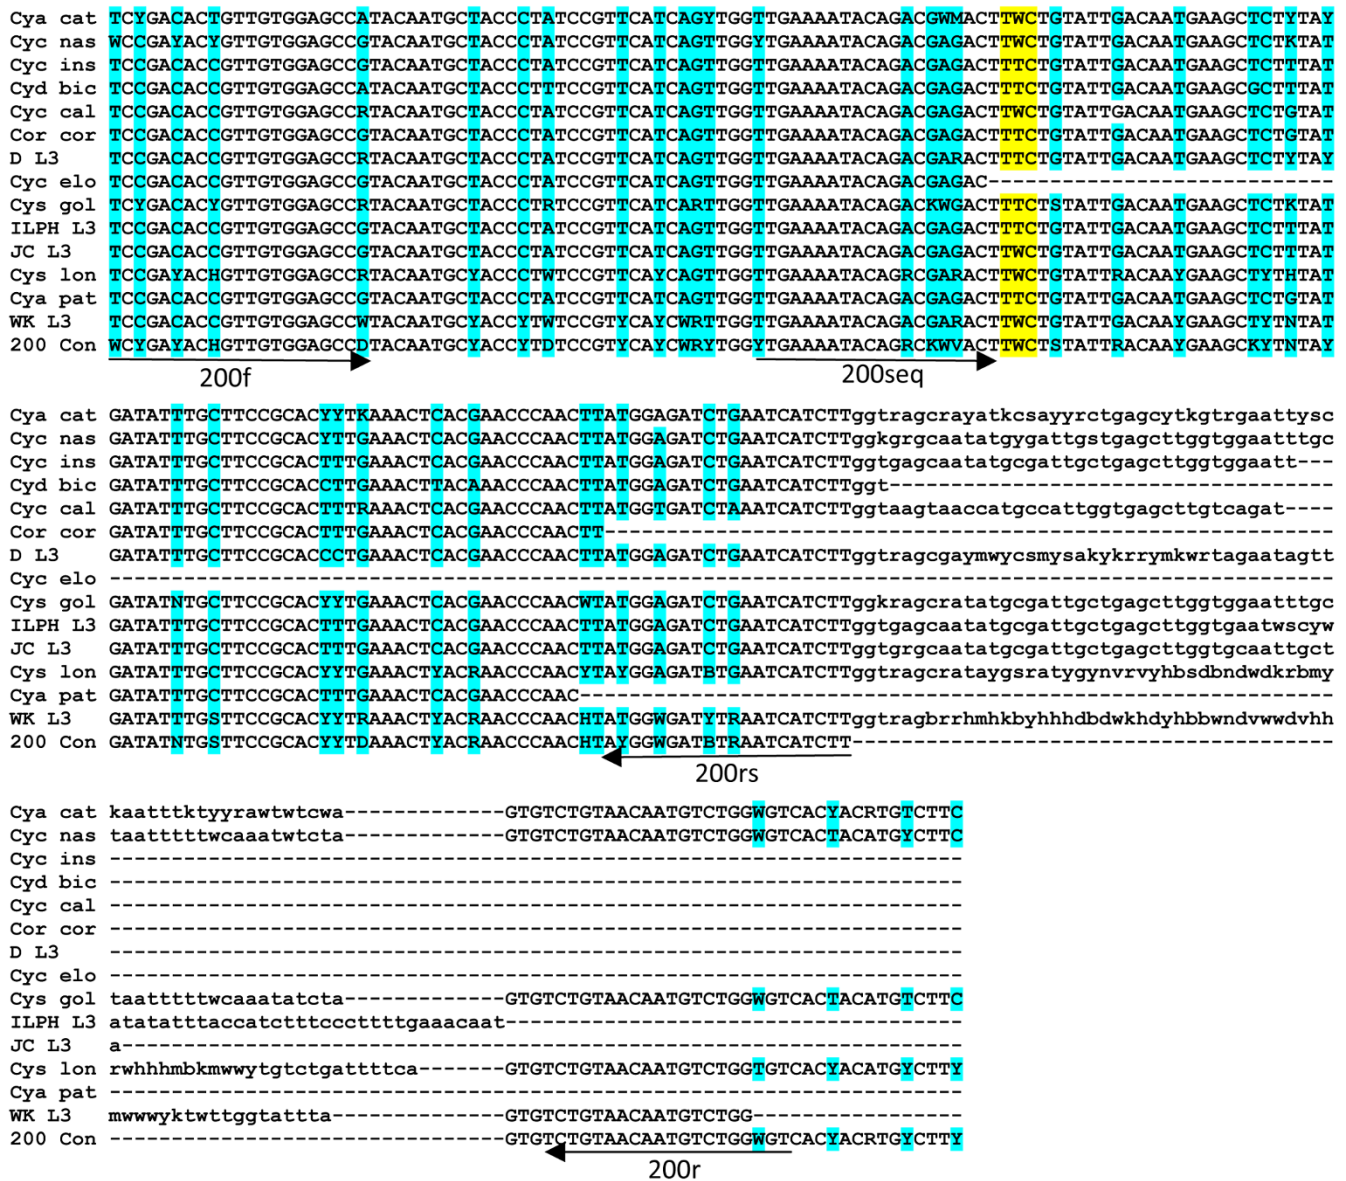 Cya cat TCYGACACTGTTGTGGAGCCATACAATGCTACCCTATCCGTTCATCAGYTGGTTGAAAATACAGACGWMACTTWCTGTATTGACAATGAAGCTCTYTAY
Cyc nas WCCGAYACYGTTGTGGAGCCGTACAATGCTACCCTATCCGTTCATCAGTTGGYTGAAAATACAGACGAGACTTWCTGTATTGACAATGAAGCTCTKTAT
Cyc ins TCCGACACCGTTGTGGAGCCGTACAATGCTACCCTATCCGTTCATCAGTTGGTTGAAAATACAGACGAGACTTTCTGTATTGACAATGAAGCTCTTTAT
Cyd bic TCCGACACCGTTGTGGAGCCATACAATGCTACCCTTTCCGTTCATCAGTTGGTTGAAAATACAGACGAGACTTTCTGTATTGACAATGAAGCGCTTTAT
Cyc cal TCCGACACCGTTGTGGAGCCRTACAATGCTACCCTATCCGTTCATCAGTTGGTTGAAAATACAGACGAGACTTWCTGTATTGACAATGAAGCTCTGTAT
Cor cor TCCGACACCGTTGTGGAGCCGTACAATGCTACCCTATCCGTTCATCAGTTGGTTGAAAATACAGACGAGACTTTCTGTATTGACAATGAAGCTCTGTAT
D L3 TCCGACACCGTTGTGGAGCCRTACAATGCTACCCTATCCGTTCATCAGTTGGTTGAAAATACAGACGARACTTTCTGTATTGACAATGAAGCTCTYTAY
Cyc elo TCCGACACCGTTGTGGAGCCGTACAATGCTACCCTATCCGTTCATCAGTTGGTTGAAAATACAGACGAGAC----------------------------
Cys gol TCYGACACYGTTGTGGAGCCRTACAATGCTACCCTRTCCGTTCATCARTTGGTTGAAAATACAGACKWGACTTTCTSTATTGACAATGAAGCTCTKTAT
ILPH L3 TCCGACACCGTTGTGGAGCCGTACAATGCTACCCTATCCGTTCATCAGTTGGTTGAAAATACAGACGAGACTTTCTGTATTGACAATGAAGCTCTTTAT
JC L3 TCCGACACCGTTGTGGAGCCGTACAATGCTACCCTATCCGTTCATCAGTTGGTTGAAAATACAGACGAGACTTWCTGTATTGACAATGAAGCTCTTTAT
Cys lon TCCGAYACHGTTGTGGAGCCRTACAATGCYACCCTWTCCGTTCAYCAGTTGGTTGAAAATACAGRCGARACTTWCTGTATTRACAAYGAAGCTYTHTAT
Cya pat TCCGACACCGTTGTGGAGCCGTACAATGCTACCCTATCCGTTCATCAGTTGGTTGAAAATACAGACGAGACTTTCTGTATTGACAATGAAGCTCTGTAT
WK L3 TCCGACACCGTTGTGGAGCCWTACAATGCYACCYTWTCCGTYCAYCWRTTGGTTGAAAATACAGACGARACTTWCTGTATTGACAAYGAAGCTYTNTAT
200 Con WCYGAYACHGTTGTGGAGCCDTACAATGCYACCYTDTCCGTYCAYCWRYTGGYTGAAAATACAGRCKWVACTTWCTSTATTRACAAYGAAGCKYTNTAY
200f 200seq
Cya cat GATATTTGCTTCCGCACYYTKAAACTCACGAACCCAACTTATGGAGATCTGAATCATCTTggtragcrayatkcsayyrctgagcytkgtrgaattysc
Cyc nas GATATTTGCTTCCGCACYTTGAAACTCACGAACCCAACTTATGGAGATCTGAATCATCTTggkgrgcaatatgygattgstgagcttggtggaatttgc
Cyc ins GATATTTGCTTCCGCACTTTGAAACTCACGAACCCAACTTATGGAGATCTGAATCATCTTggtgagcaatatgcgattgctgagcttggtggaatt---
Cyd bic GATATTTGCTTCCGCACCTTGAAACTTACAAACCCAACTTATGGAGATCTGAATCATCTTggt------------------------------------
Cyc cal GATATTTGCTTCCGCACTTTRAAACTCACGAACCCAACTTATGGTGATCTAAATCATCTTggtaagtaaccatgccattggtgagcttgtcagat----
Cor cor GATATTTGCTTCCGCACTTTGAAACTCACGAACCCAACTT-----------------------------------------------------------
D L3 GATATTTGCTTCCGCACCCTGAAACTCACGAACCCAACTTATGGAGATCTGAATCATCTTggtragcgaymwycsmysakykrrymkwrtagaatagtt
Cyc elo ---------------------------------------------------------------------------------------------------
Cys gol GATATNTGCTTCCGCACYYTGAAACTCACGAACCCAACWTATGGAGATCTGAATCATCTTggkragcratatgcgattgctgagcttggtggaatttgc
ILPH L3 GATATTTGCTTCCGCACTTTGAAACTCACGAACCCAACTTATGGAGATCTGAATCATCTTggtgagcaatatgcgattgctgagcttggtgaatwscyw
JC L3 GATATTTGCTTCCGCACTTTGAAACTCACGAACCCAACTTATGGAGATCTGAATCATCTTggtgrgcaatatgcgattgctgagcttggtgcaattgct
Cys lon GATATTTGCTTCCGCACYYTGAAACTYACRAACCCAACYTAYGGAGATBTGAATCATCTTggtragcrataygsratygynvrvyhbsdbndwdkrbmy
Cya pat GATATTTGCTTCCGCACTTTGAAACTCACGAACCCAAC-------------------------------------------------------------
WK L3 GATATTTGSTTCCGCACYYTRAAACTYACRAACCCAACHTATGGWGATYTRAATCATCTTggtragbrrhmhkbyhhhdbdwkhdyhbbwndvwwdvhh
200 Con GATATNTGSTTCCGCACYYTDAAACTYACRAACCCAACHTAYGGWGATBTRAATCATCTT---------------------------------------
200rs
Cya cat kaatttktyyrawtwtcwa-------------GTGTCTGTAACAATGTCTGGWGTCACYACRTGTCTTC
Cyc nas taatttttwcaaatwtcta-------------GTGTCTGTAACAATGTCTGGWGTCACTACATGYCTTC
Cyc ins ---------------------------------------------------------------------
Cyd bic ---------------------------------------------------------------------
Cyc cal ---------------------------------------------------------------------
Cor cor ---------------------------------------------------------------------
D L3 ---------------------------------------------------------------------
Cyc elo ---------------------------------------------------------------------
Cys gol taatttttwcaaatatcta-------------GTGTCTGTAACAATGTCTGGWGTCACTACATGTCTTC
ILPH L3 atatatttaccatctttcccttttgaaacaat-------------------------------------
JC L3 a--------------------------------------------------------------------
Cys lon rwhhhmbkmwwytgtctgattttca-------GTGTCTGTAACAATGTCTGGTGTCACYACATGYCTTY
Cya pat ---------------------------------------------------------------------
WK L3 mwwwyktwttggtattta--------------GTGTCTGTAACAATGTCTGG-----------------
200 Con --------------------------------GTGTCTGTAACAATGTCTGGWGTCACYACRTGYCTTY
200r